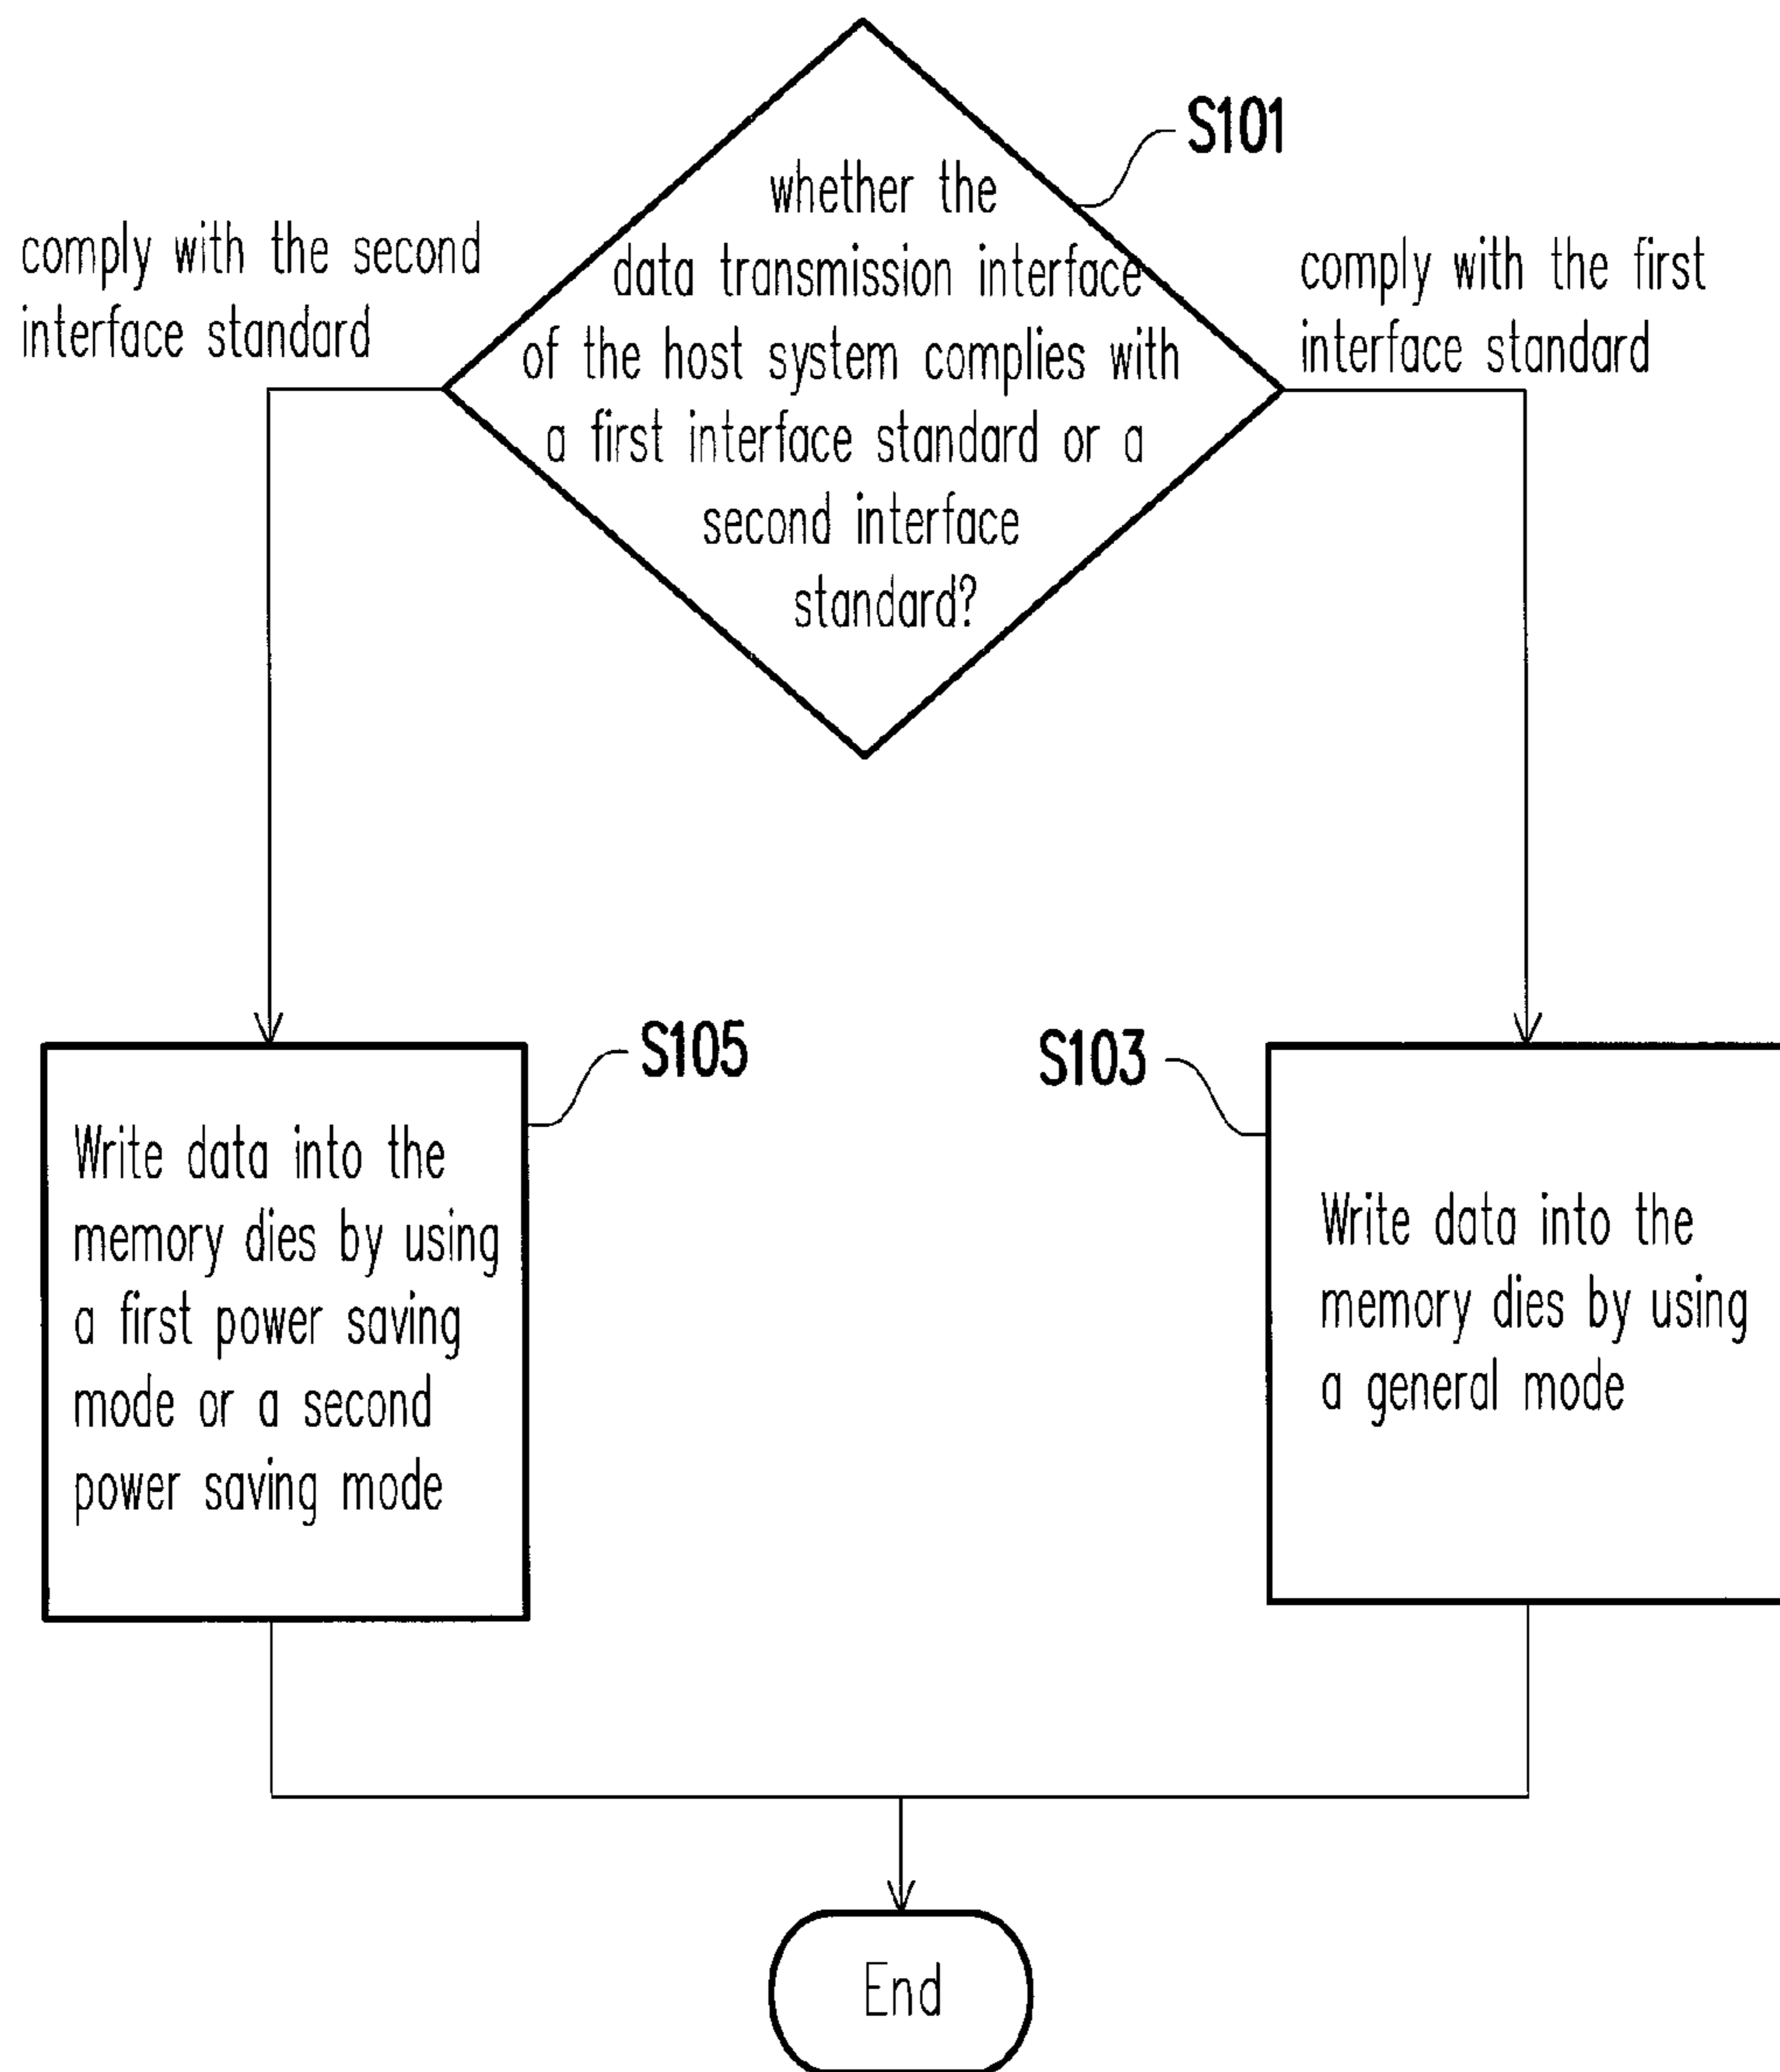 S101
whether the
data transmission interface
of the host system complies with
a first interface standard or a
second interface
standard?
comply with the second
interface standard
comply with the first
interface standard
S105
Write data into the
memory dies by using
a first power saving
mode or a second
power saving mode
S103
Write data into the
memory dies by using
a general mode
End